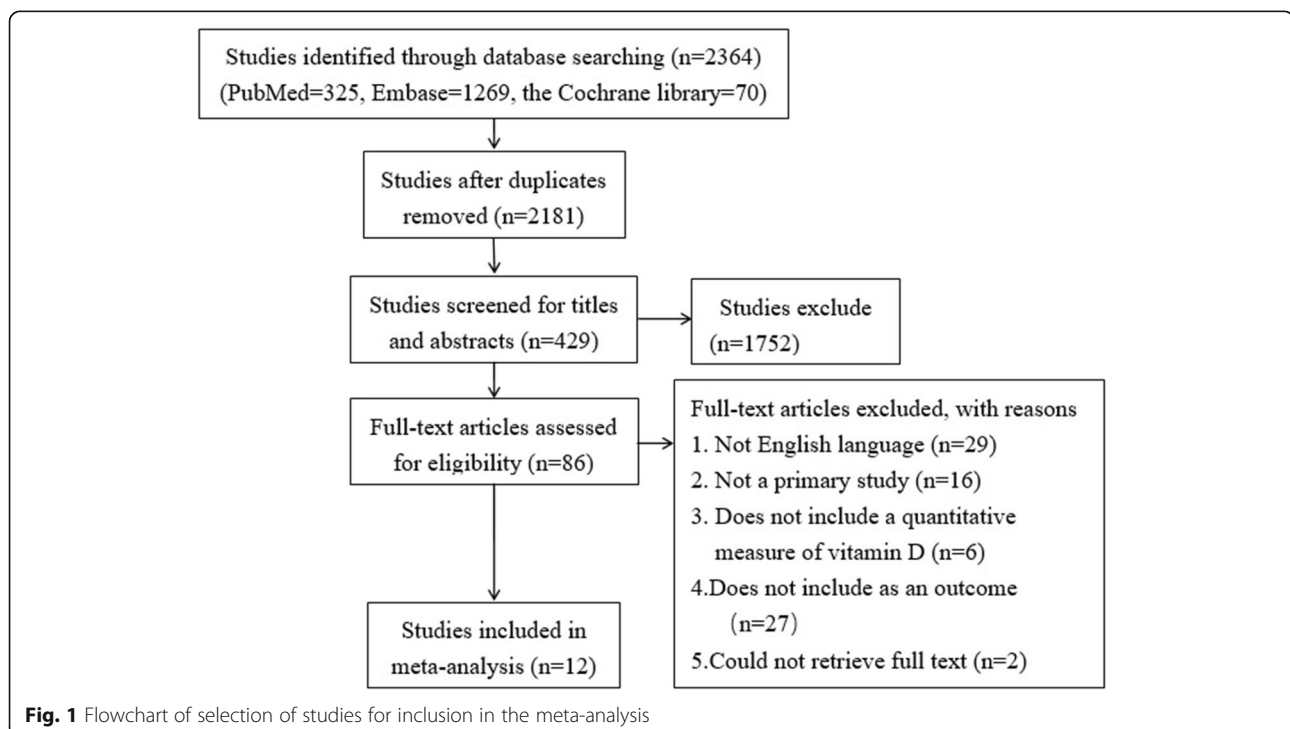 Studies identified through database searching (n=2364)
(PubMed=325, Embase=1269, the Cochrane library=70)
Studies after duplicates
removed (n=2181)
Studies screened for titles
and abstracts (n=429)
Studies exclude
(n=1752)
Full-text articles assessed
for eligibility (n=86)
Full-text articles excluded, with reasons
1. Not English language (n=29)
2. Not a primary study (n=16)
3. Does not include a quantitative
measure of vitamin D (n=6)
4.Does not include as an outcome
(n=27)
5.Could not retrieve full text (n=2)
Studies included in
meta-analysis (n=12)
Fig. 1 Flowchart of selection of studies for inclusion in the meta-analysis